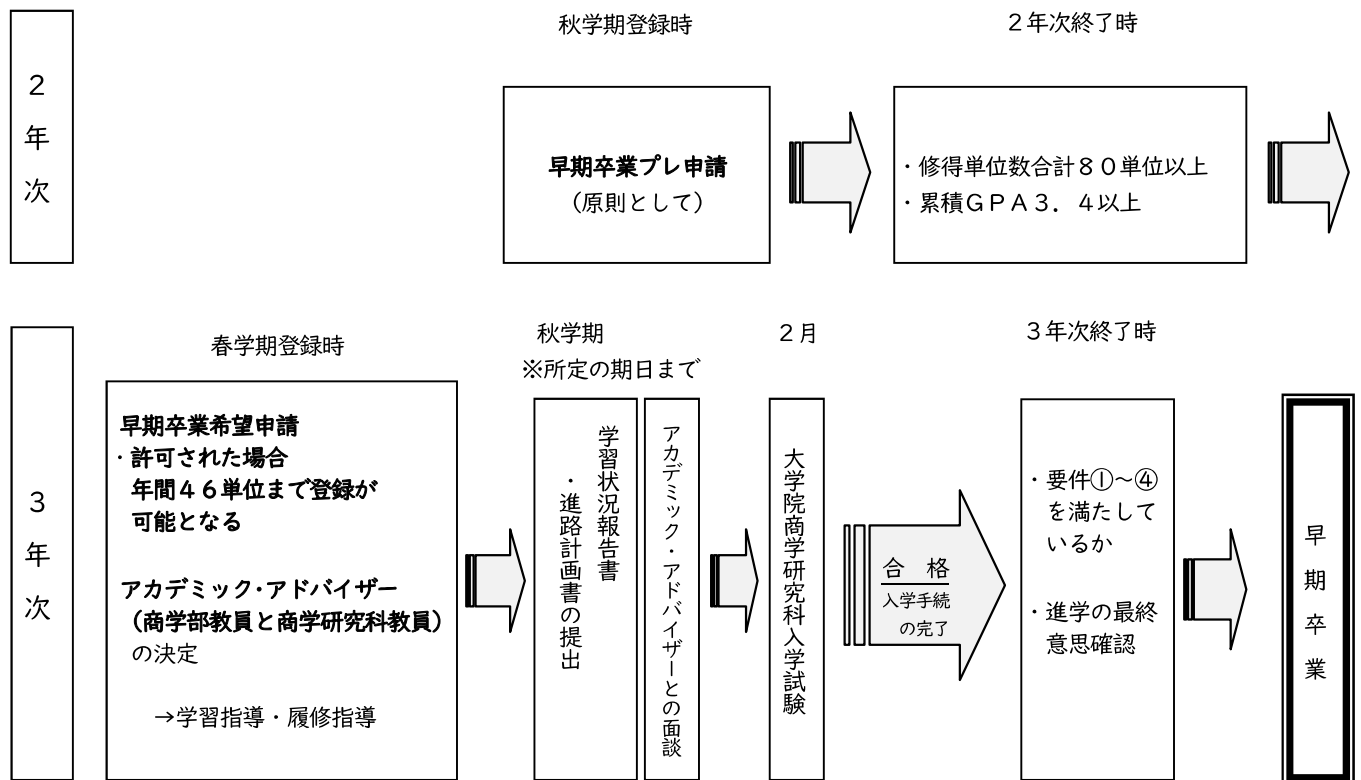 2年次
秋学期登録時
2年次終了時
早期卒業プレ申請
(原則として)
・修得単位数合計80単位以上
・累積GPA3.4以上
3年次
春学期登録時
早期卒業希望申請
・許可された場合
年間46単位まで登録が
可能となる
アカデミック・アドバイザー
(商学部教員と商学研究科教員)
の決定
→学習指導・履修指導
秋学期
※所定の期日まで
学習状況報告書
・進路計画書の提出
アカデミック・アドバイザーとの面談
2月
大学院商学研究科入学試験
合 格
入学手続
の完了
3年次終了時
・要件①～④
を満たして
いるか
・進学の最終
意思確認
早期卒業